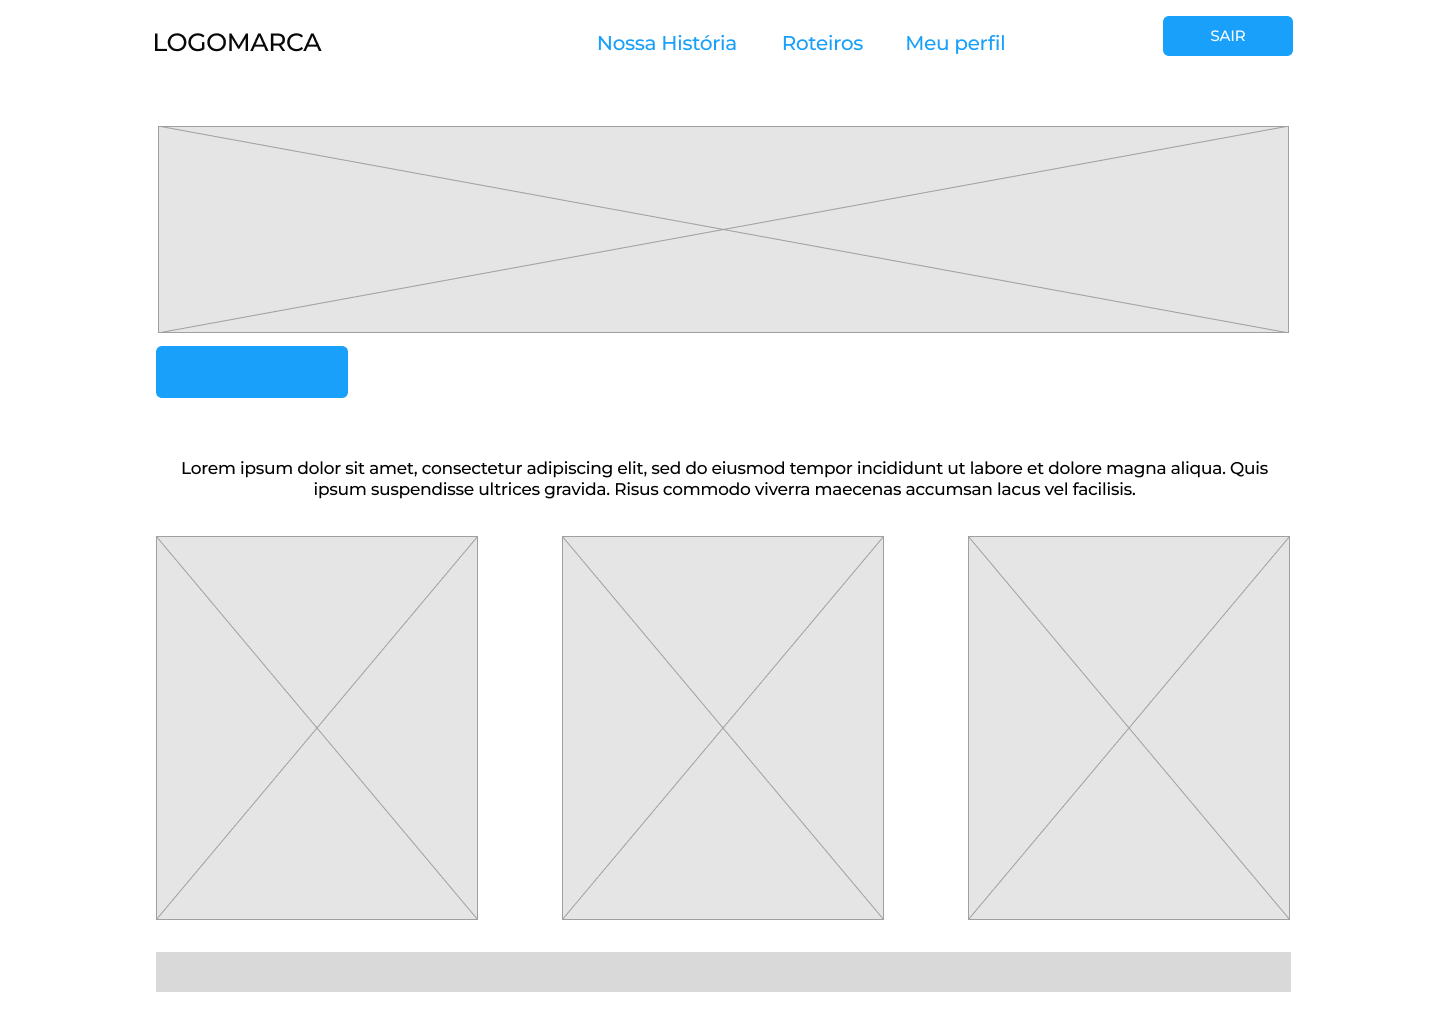 LOGOMARCA
Nossa História
Roteiros
Meu perfil
SAIR
Lorem ipsum dolor sit amet, consectetur adipiscing elit, sed do eiusmod tempor incididunt ut labore et dolore magna aliqua. Quis
ipsum suspendisse ultrices gravida. Risus commodo viverra maecenas accumsan lacus vel facilisis.